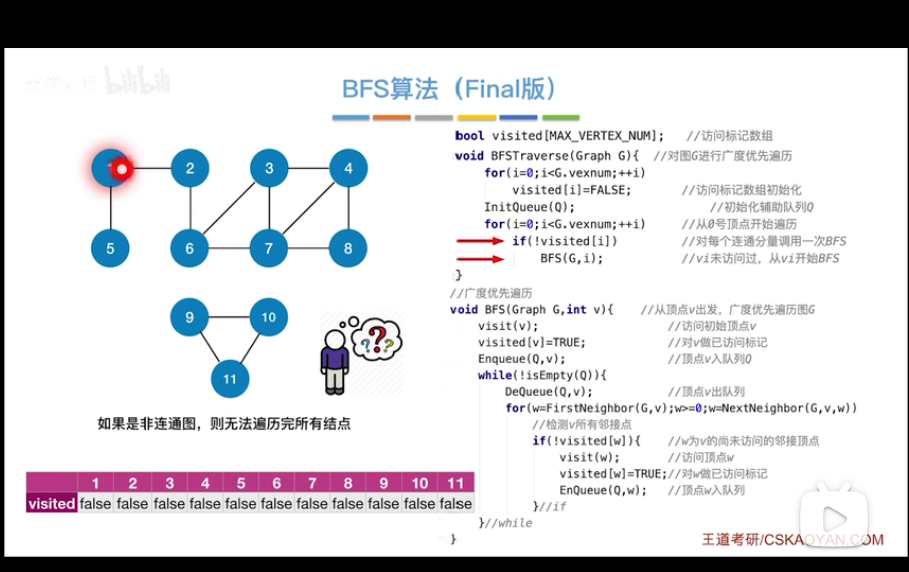 BFS算法（Final版）
1
2
3
4
5
6
7
8
9
10
11
???
如果是非连通图，则无法遍历完所有结点
1 2 3 4 5 6 7 8 9 10 11
visited false false false false false false false false false false false
bool visited[MAX_VERTEX_NUM]; //访问标记数组
void BFSTraverse(Graph G){ //对图G进行广度优先遍历
for(i=0;i<G.vexnum;++i)
visited[i]=FALSE; //访问标记数组初始化
InitQueue(Q); //初始化辅助队列Q
for(i=0;i<G.vexnum;++i) //从0号顶点开始遍历
if(!visited[i]) //对每个连通分量调用一次BFS
BFS(G,i); //vi未访问过，从vi开始BFS
}
//广度优先遍历
void BFS(Graph G,int v){ //从顶点v出发，广度优先遍历图G
visit(v); //访问初始顶点v
visited[v]=TRUE; //对v做已访问标记
Enqueue(Q,v); //顶点v入队列Q
while(!isEmpty(Q)){
DeQueue(Q,v); //顶点v出队列
for(w=FirstNeighbor(G,v);w>=0;w=NextNeighbor(G,v,w))
//检测v所有邻接点
if(!visited[w]){ //w为v的尚未访问的邻接顶点
visit(w); //访问顶点w
visited[w]=TRUE;//对w做已访问标记
EnQueue(Q,w); //顶点w入队列
}//if
}//while
}
王道考研/CSKAOYAN.COM